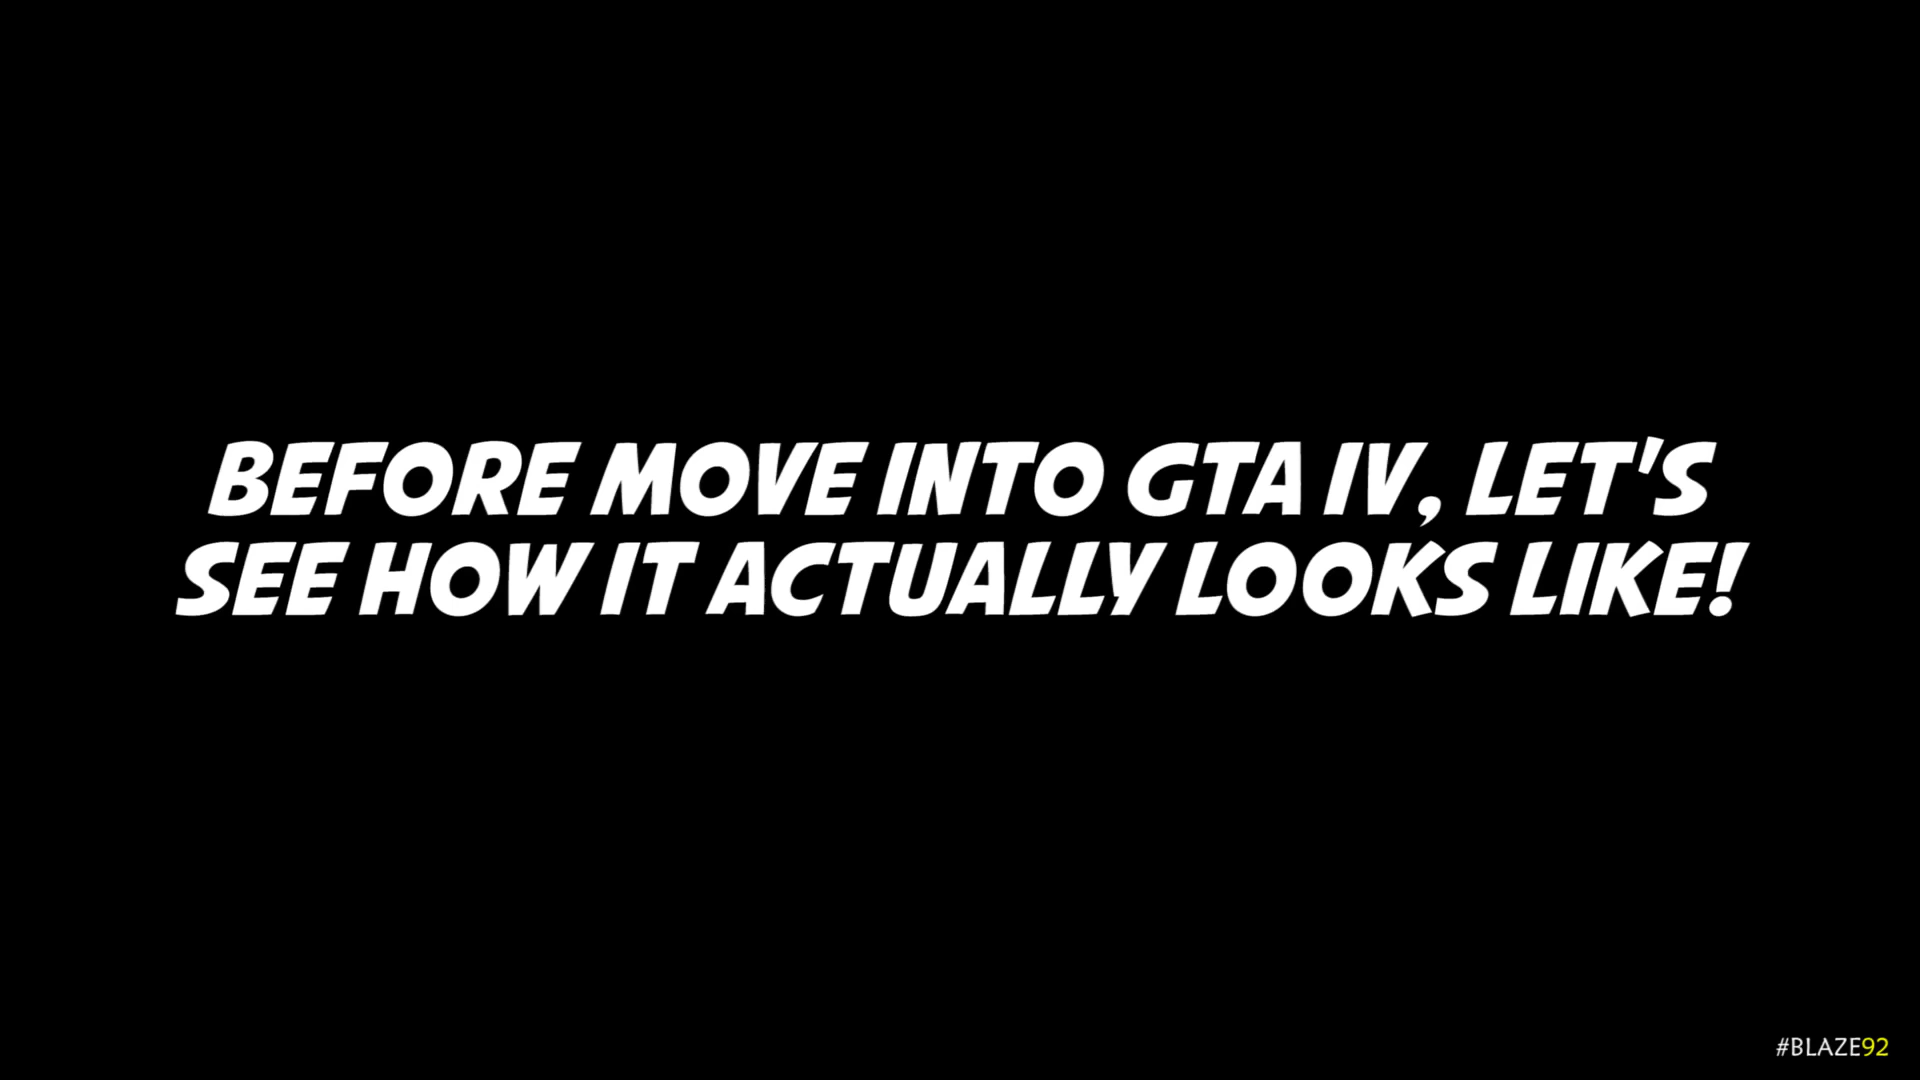 BEFORE MOVE INTO GTA IV, LET'S
SEE HOW IT ACTUALLY LOOKS LIKE!
#BLAZE92